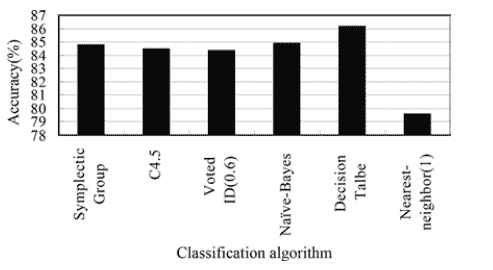 87
86
85
84
83
82
81
80
79
78
Accuracy(%)
Symplectic
Group
C4.5
Voted
ID(0.6)
Naïve-Bayes
Decision
Talbe
Nearest-
neighbor(1)
Classification algorithm